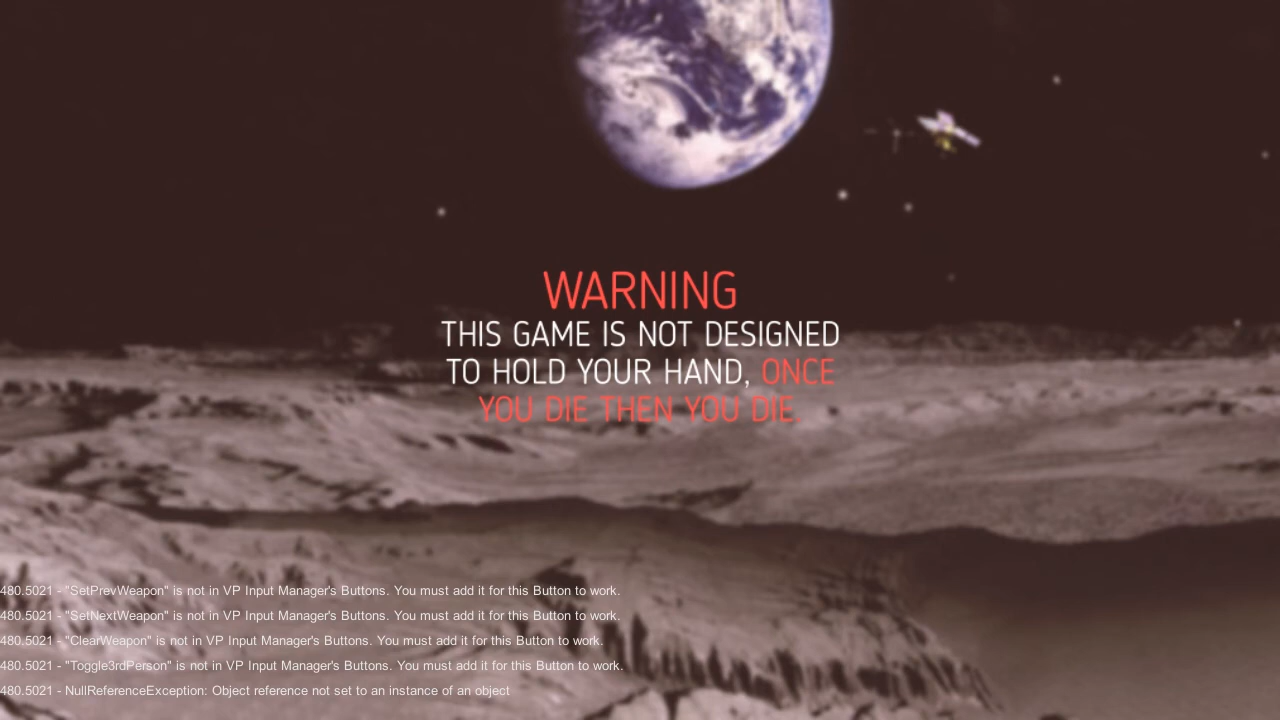 WARNING
THIS GAME IS NOT DESIGNED
TO HOLD YOUR HAND, ONCE
YOU DIE THEN YOU DIE.
480.5021 - "SetPrevWeapon" is not in VP Input Manager's Buttons. You must add it for this Button to work.
480.5021 - "SetNextWeapon" is not in VP Input Manager's Buttons. You must add it for this Button to work.
480.5021 - "ClearWeapon" is not in VP Input Manager's Buttons. You must add it for this Button to work.
480.5021 - "Toggle3rdPerson" is not in VP Input Manager's Buttons. You must add it for this Button to work.
480.5021 - NullReferenceException: Object reference not set to an instance of an object